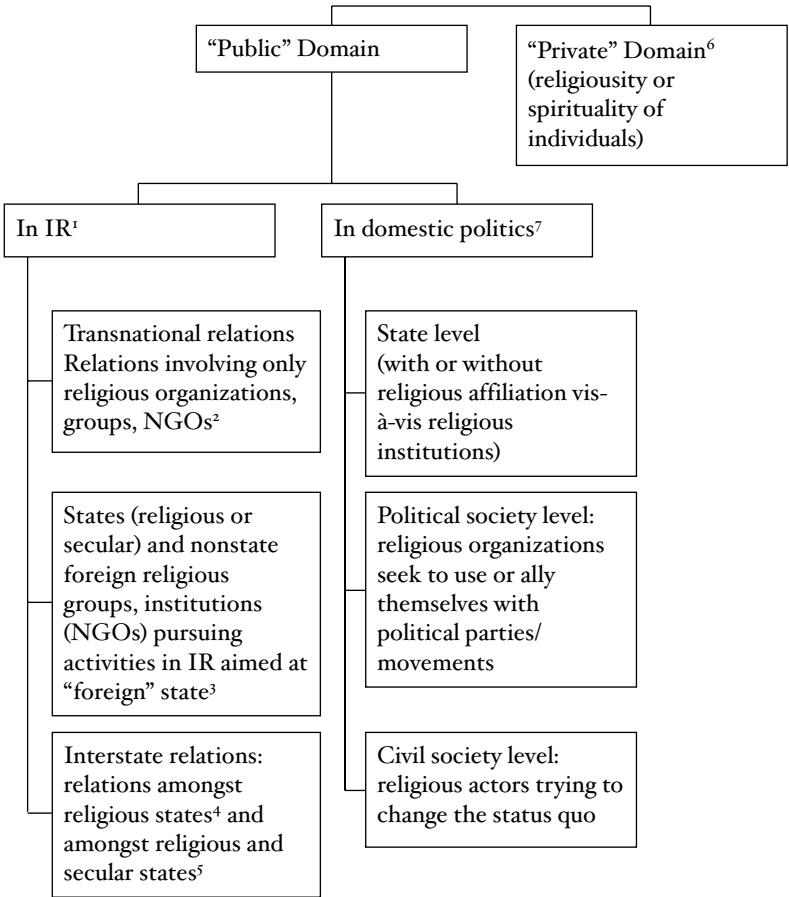 “Public” Domain
“Private” Domain⁶
(religiousity or
spirituality of
individuals)
In IR¹
In domestic politics⁷
Transnational relations
Relations involving only
religious organizations,
groups, NGOs²
State level
(with or without
religious affiliation vis-
à-vis religious
institutions)
States (religious or
secular) and nonstate
foreign religious
groups, institutions
(NGOs) pursuing
activities in IR aimed at
“foreign” state³
Political society level:
religious organizations
seek to use or ally
themselves with
political parties/
movements
Interstate relations:
relations amongst
religious states⁴ and
amongst religious and
secular states⁵
Civil society level:
religious actors trying to
change the status quo